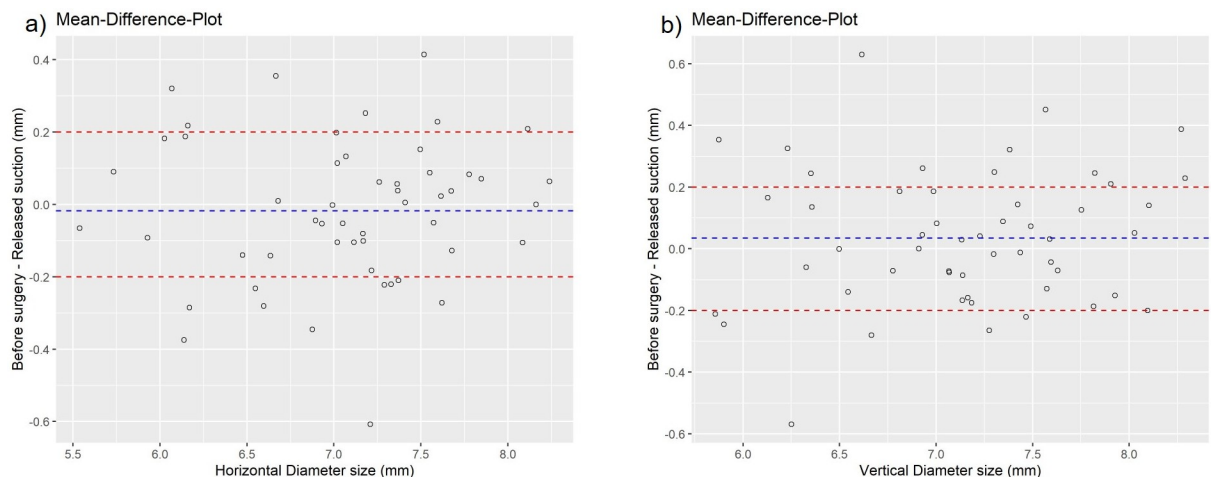 a) Mean-Difference-Plot
Before surgery - Released suction (mm)
0.4
0.2
0.0
-0.2
-0.4
-0.6
5.5 6.0 6.5 7.0 7.5 8.0
Horizontal Diameter size (mm)
b) Mean-Difference-Plot
Before surgery - Released suction (mm)
0.6
0.4
0.2
0.0
-0.2
-0.4
-0.6
6.0 6.5 7.0 7.5 8.0
Vertical Diameter size (mm)